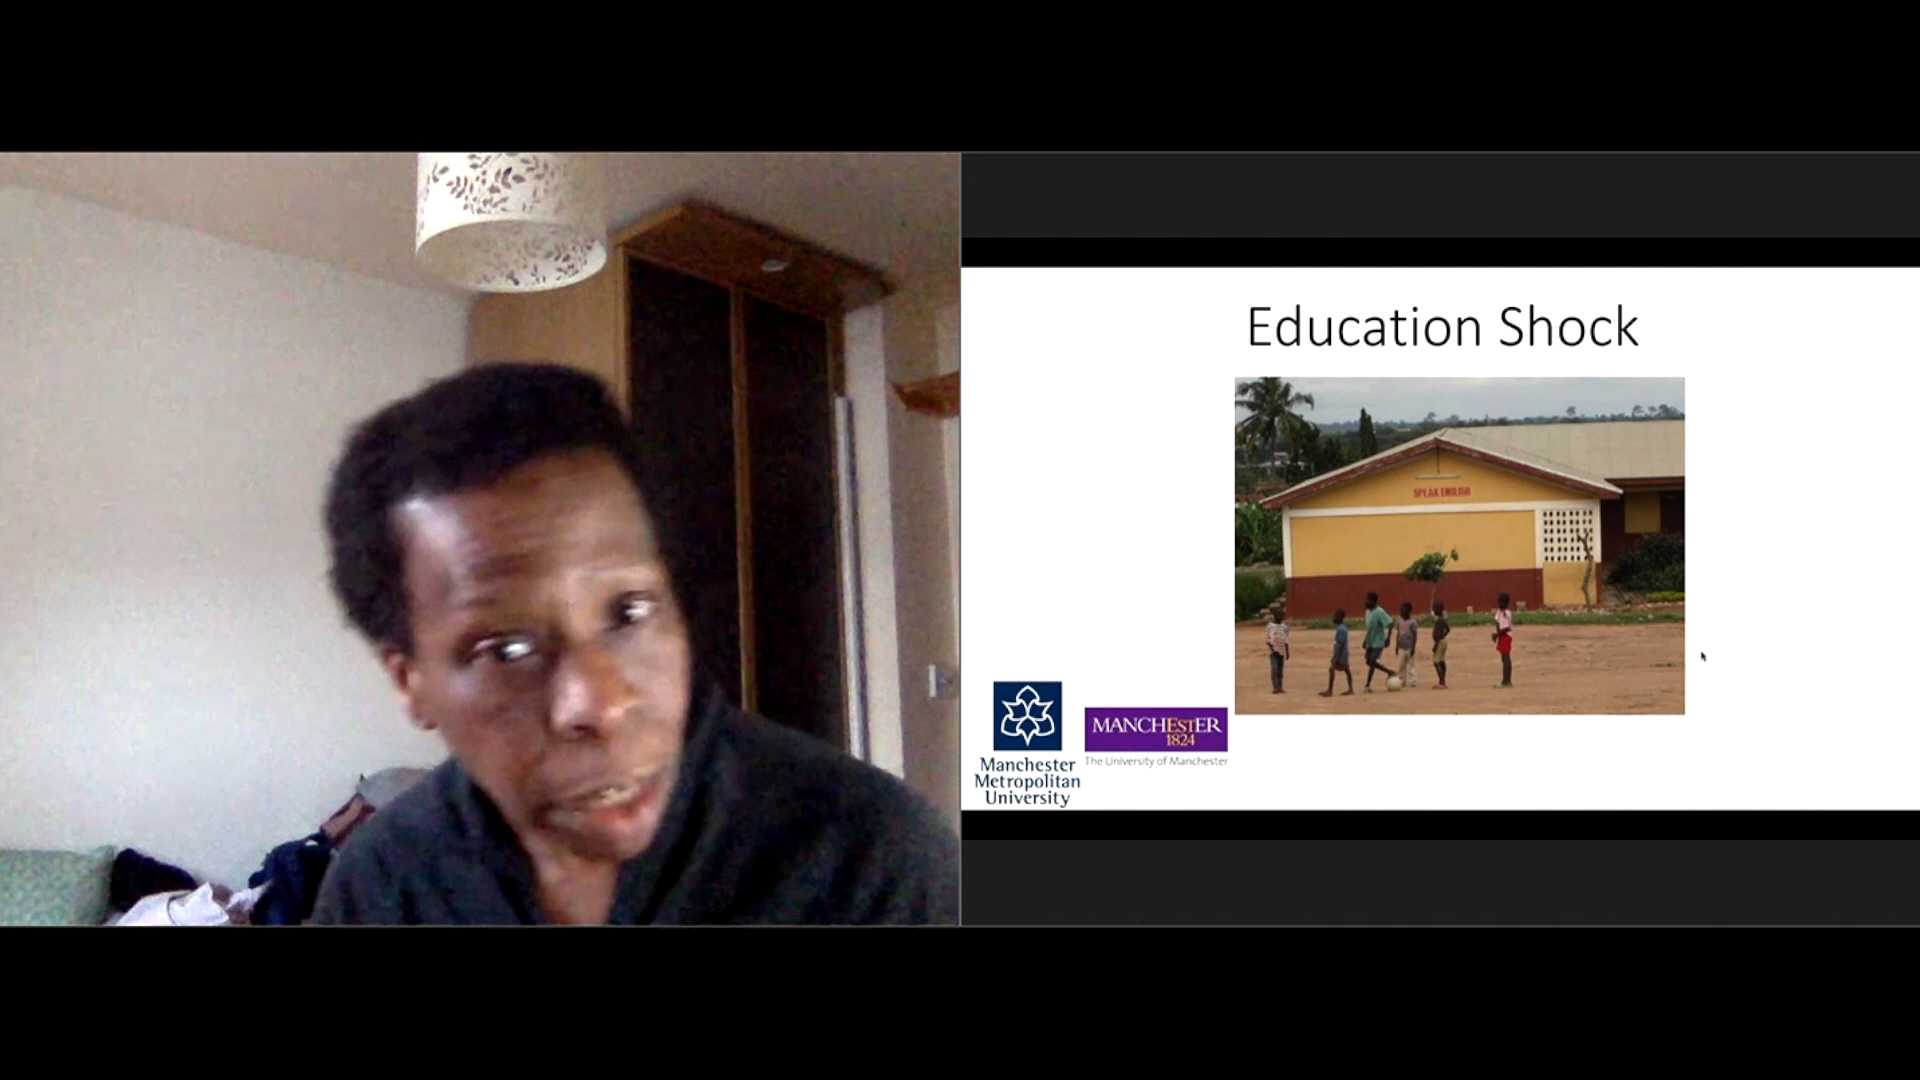 Education Shock
SPEAK ENGLISH
Manchester
Metropolitan
University
MANCHESTER
1824
The University of Manchester